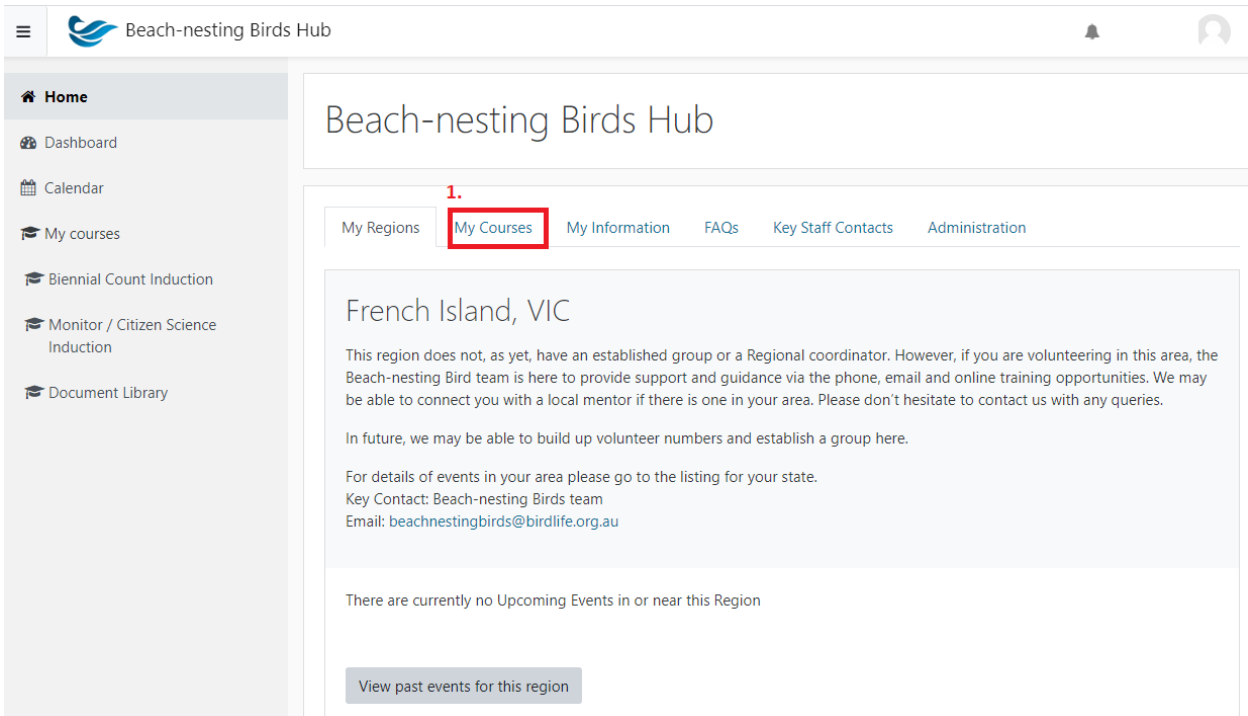 Beach-nesting Birds Hub
Home
Dashboard
Calendar
My courses
Biennial Count Induction
Monitor / Citizen Science
Induction
Document Library
Beach-nesting Birds Hub
1.
My Regions My Courses My Information FAQs Key Staff Contacts Administration
French Island, VIC
This region does not, as yet, have an established group or a Regional coordinator. However, if you are volunteering in this area, the
Beach-nesting Bird team is here to provide support and guidance via the phone, email and online training opportunities. We may
be able to connect you with a local mentor if there is one in your area. Please don't hesitate to contact us with any queries.
In future, we may be able to build up volunteer numbers and establish a group here.
For details of events in your area please go to the listing for your state.
Key Contact: Beach-nesting Birds team
Email: beachnestingbirds@birdlife.org.au
There are currently no Upcoming Events in or near this Region
View past events for this region